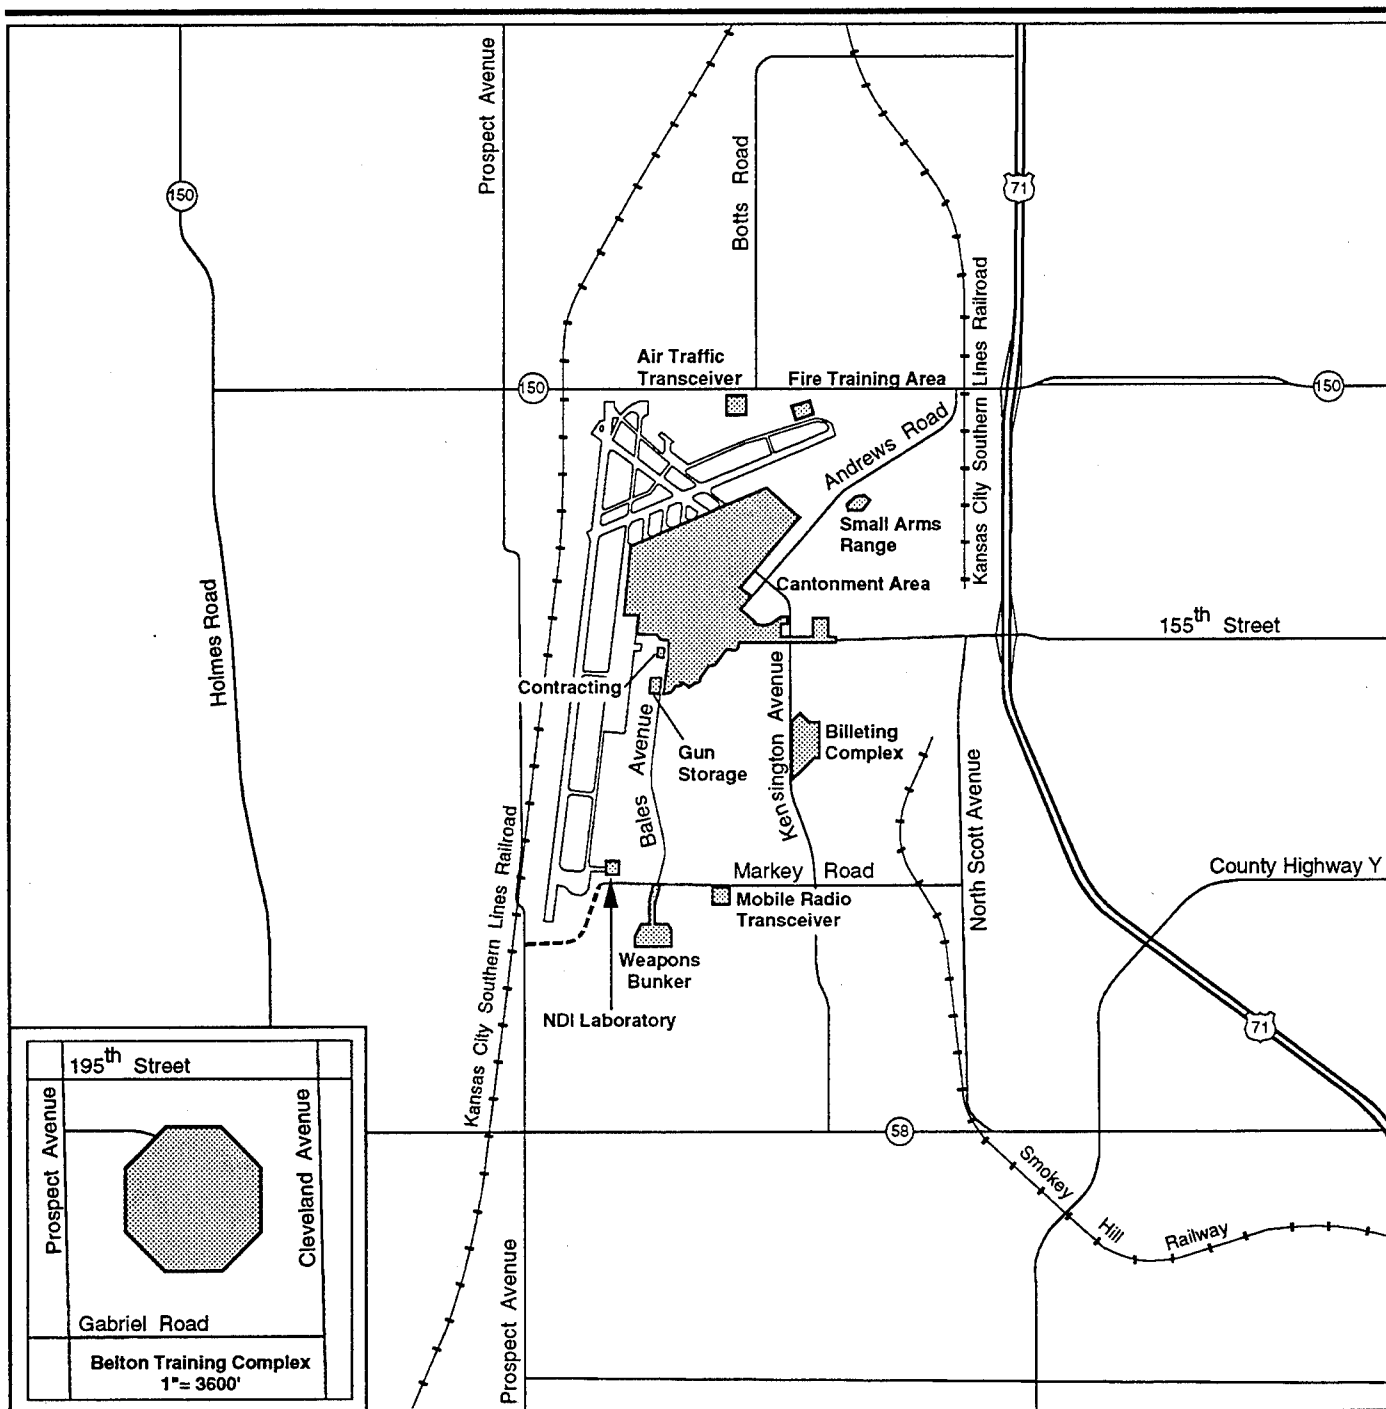 Prospect Avenue
150
Botts Road
71
Kansas City Southern Lines Railroad
Air Traffic
Transceiver
Fire Training Area
150
150
Andrews Road
Small Arms
Range
Cantonment Area
Holmes Road
155th Street
Contracting
Bales Avenue
Gun
Storage
Kensington Avenue
Billeting
Complex
North Scott Avenue
Kansas City Southern Lines Railroad
Markey Road
County Highway Y
Mobile Radio
Transceiver
Weapons
Bunker
NDI Laboratory
71
58
Smokey Hill Railway
Prospect Avenue
195th Street
Prospect Avenue
Cleveland Avenue
Gabriel Road
Belton Training Complex
1"= 3600'